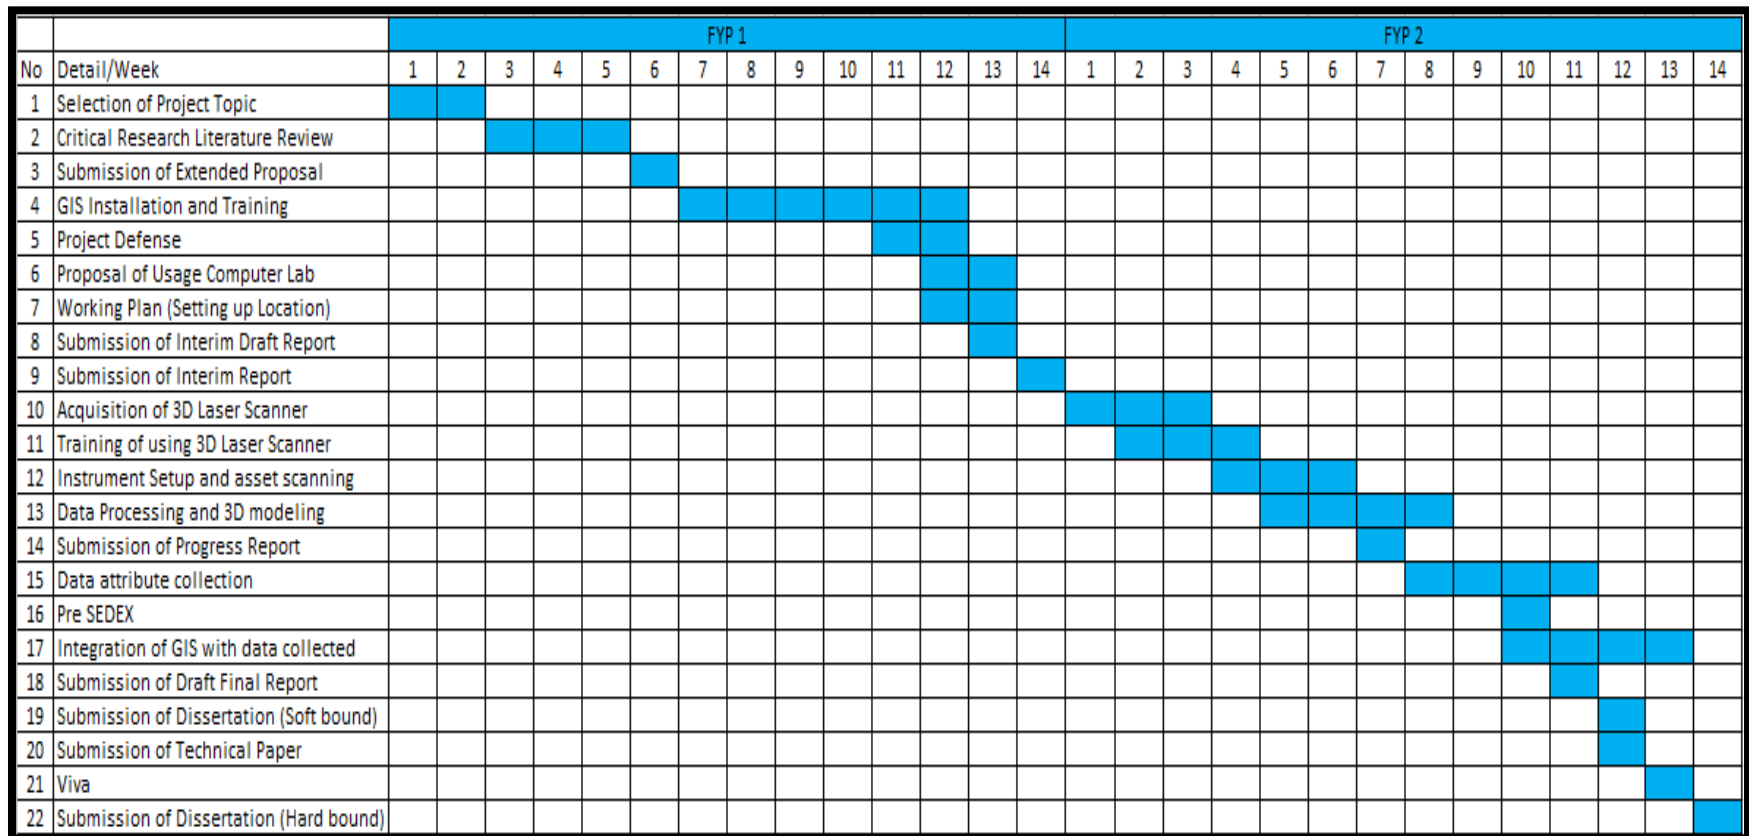 FYP 1 FYP 2
No Detail/Week 1 2 3 4 5 6 7 8 9 10 11 12 13 14 1 2 3 4 5 6 7 8 9 10 11 12 13 14
1 Selection of Project Topic
2 Critical Research Literature Review
3 Submission of Extended Proposal
4 GIS Installation and Training
5 Project Defense
6 Proposal of Usage Computer Lab
7 Working Plan (Setting up Location)
8 Submission of Interim Draft Report
9 Submission of Interim Report
10 Acquisition of 3D Laser Scanner
11 Training of using 3D Laser Scanner
12 Instrument Setup and asset scanning
13 Data Processing and 3D modeling
14 Submission of Progress Report
15 Data attribute collection
16 Pre SEDEX
17 Integration of GIS with data collected
18 Submission of Draft Final Report
19 Submission of Dissertation (Soft bound)
20 Submission of Technical Paper
21 Viva
22 Submission of Dissertation (Hard bound)